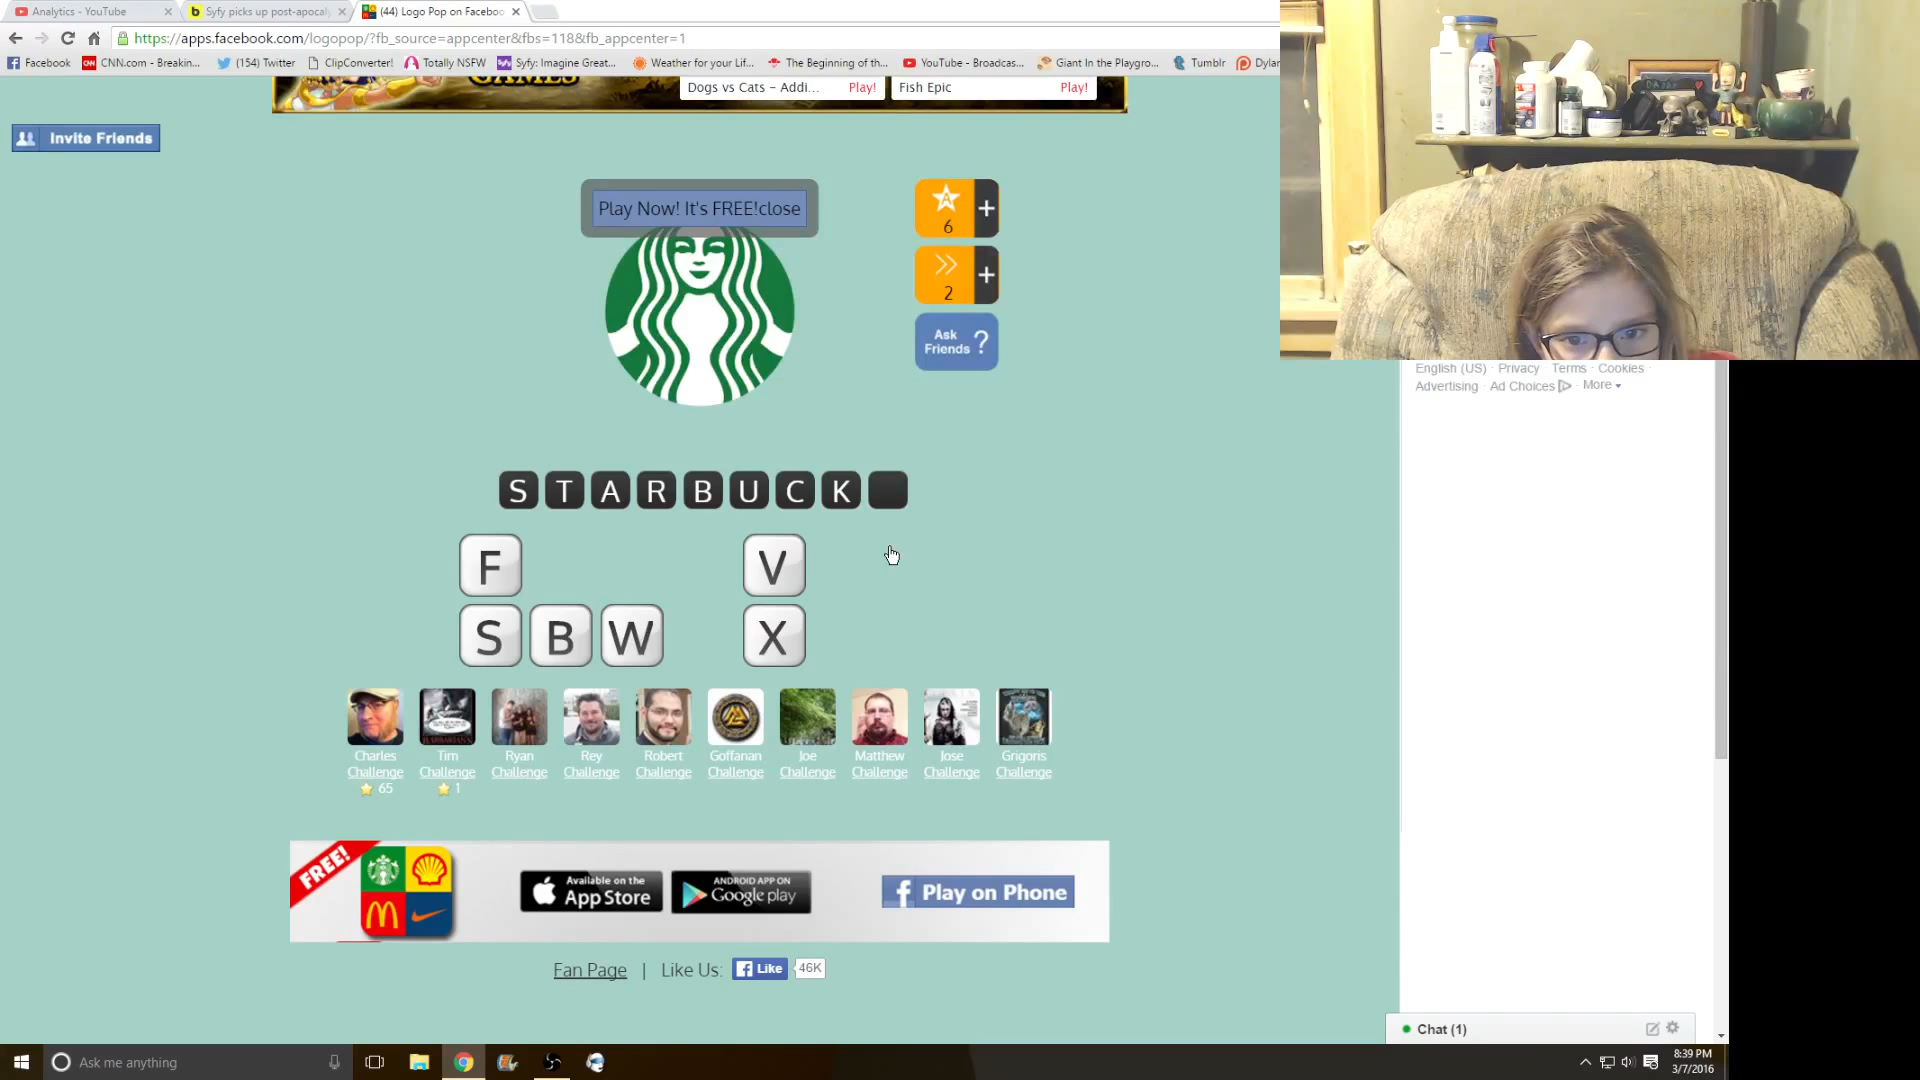 Analytics - YouTube
Syfy picks up post-apocal
(44) Logo Pop on Faceboo
https://apps.facebook.com/logopop/?fb_source=appcenter&fbs=118&fb_appcenter=1
Facebook
CNN.com - Breakin...
(154) Twitter
ClipConverter!
Totally NSFW
Syfy: Imagine Great...
Weather for your Lif...
The Beginning of th...
YouTube - Broadcas...
Giant In the Playgro...
Tumblr
Dylar
GAMES
Dogs vs Cats - Addi... Play!
Fish Epic Play!
Invite Friends
Play Now! It's FREE!close
6
2
Ask
Friends ?
English (US) · Privacy · Terms · Cookies ·
Advertising · Ad Choices · More
S T A R B U C K
F V
S B W X
Charles Tim Ryan Rey Robert Goffanan Joe Matthew Jose Grigoris
Challenge Challenge Challenge Challenge Challenge Challenge Challenge Challenge Challenge Challenge
65 1
FREE!
Available on the
App Store
ANDROID APP ON
Google play
Play on Phone
Fan Page | Like Us: Like 46K
Chat (1)
Ask me anything
8:39 PM
3/7/2016